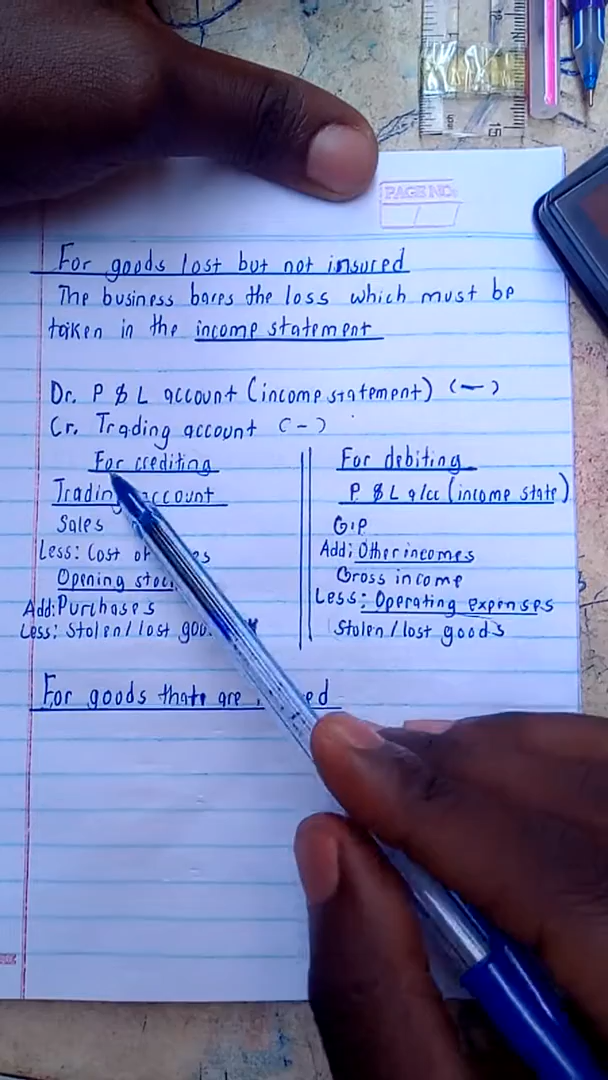 PAGE NO:
For goods lost but not insured
The business bares the loss which must be
taken in the income statement
Dr. P & L account (income statement) (-)
Cr. Trading account (-)
For crediting
Trading account
Sales
Less: Cost of
Opening stoc
Add: Purchases
Less: Stolen/lost goo
For debiting
P & L a/cc (income state)
G.P
Add; Other incomes
Gross income
Less: Operating expenses
Stolen/lost goods
For goods that are